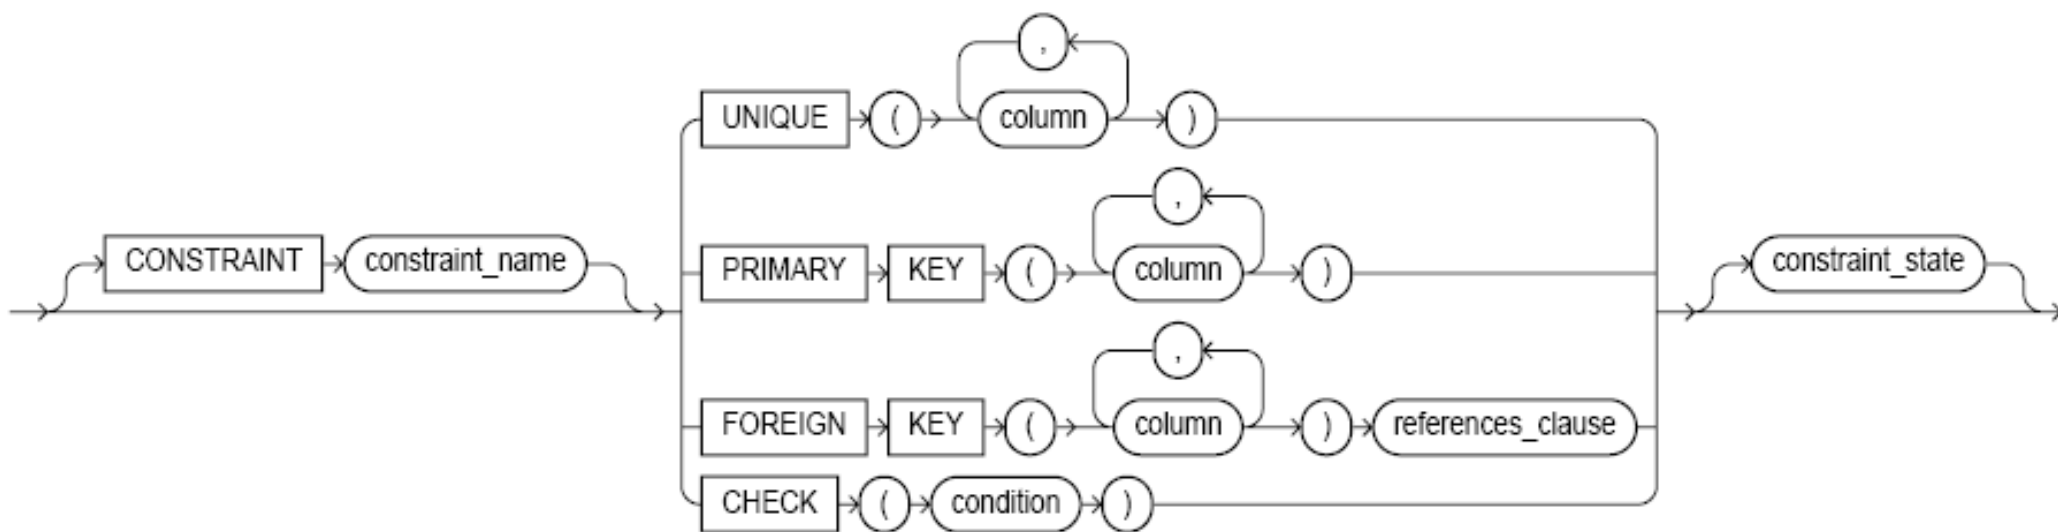 ,
UNIQUE ( column )
,
CONSTRAINT constraint_name PRIMARY KEY ( column ) constraint_state
,
FOREIGN KEY ( column ) references_clause
CHECK ( condition )